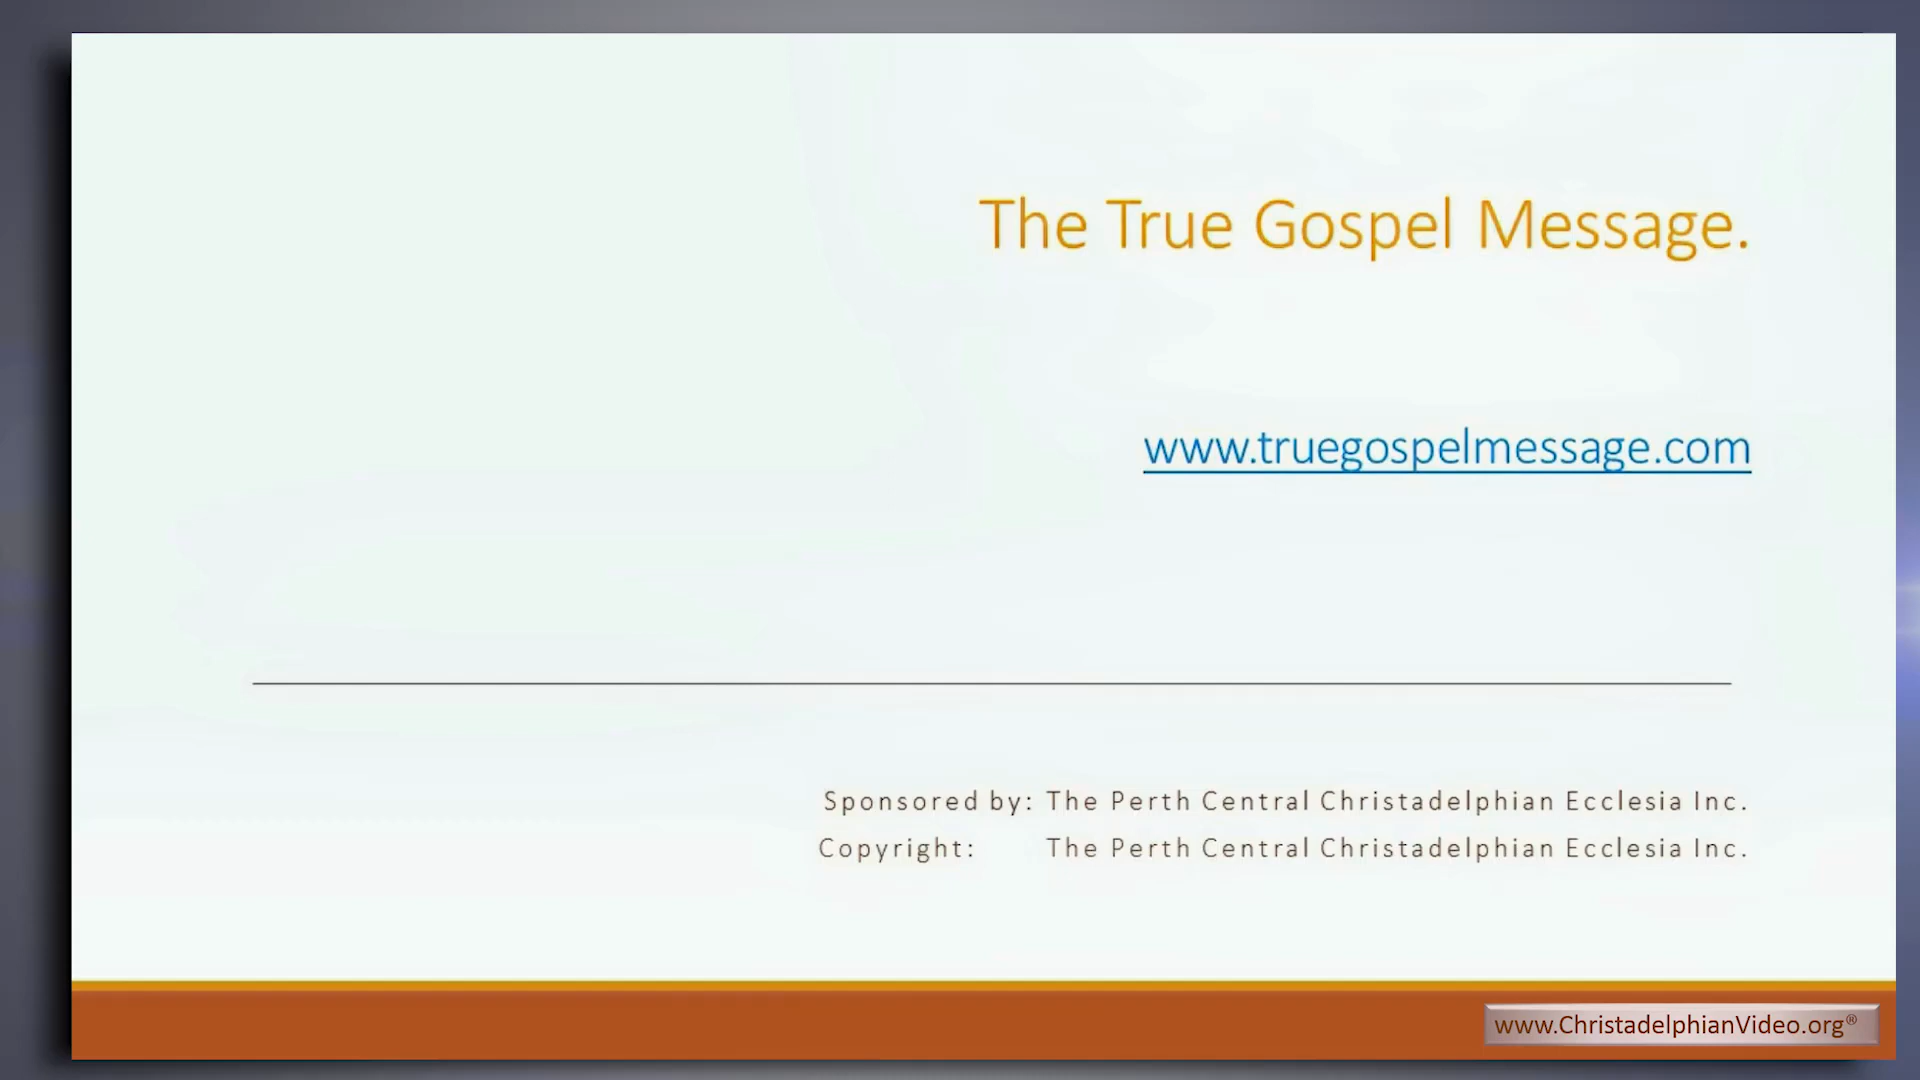 The True Gospel Message.
www.truegospelmessage.com
Sponsored by: The Perth Central Christadelphian Ecclesia Inc.
Copyright: The Perth Central Christadelphian Ecclesia Inc.
www.ChristadelphianVideo.org®